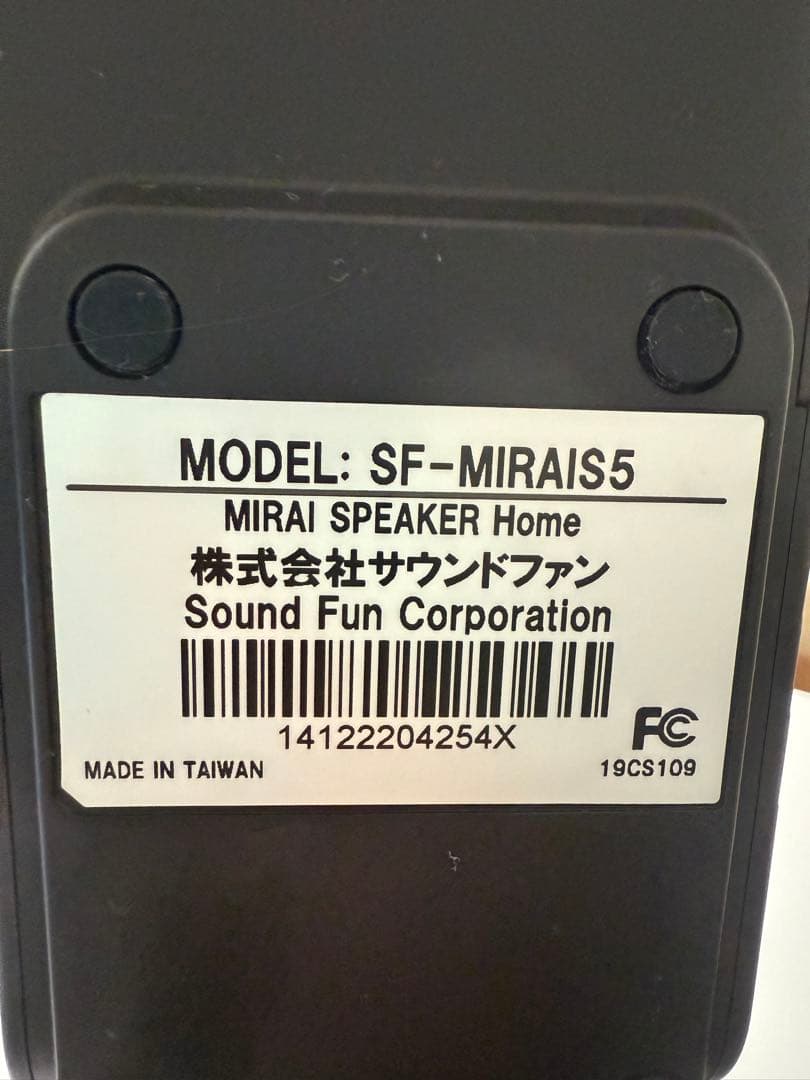 MODEL: SF-MIRAIS5
MIRAI SPEAKER Home
株式会社サウンドファン
Sound Fun Corporation
14122204254X
FC
MADE IN TAIWAN
19CS109